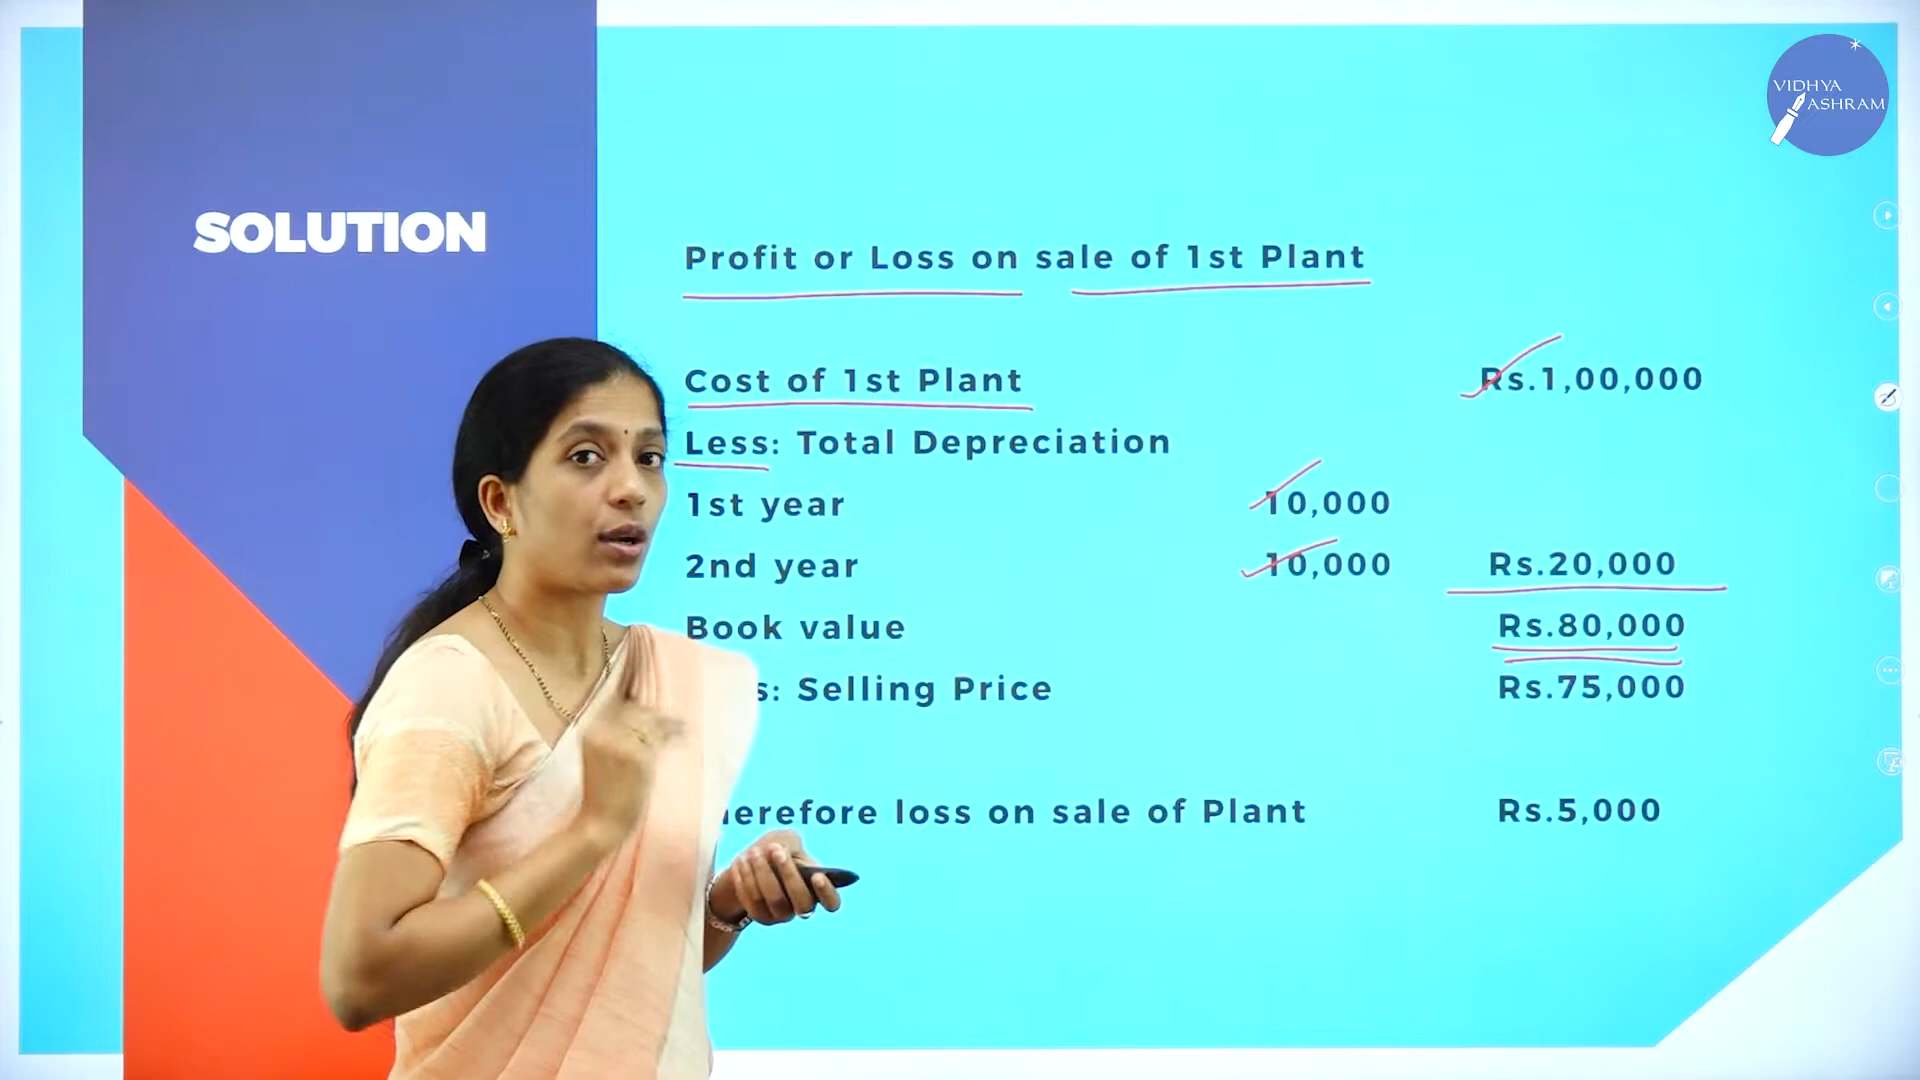 VIDHYA
ASHRAM
SOLUTION
Profit or Loss on sale of 1st Plant
Cost of 1st Plant Rs.1,00,000
Less: Total Depreciation
1st year 10,000
2nd year 10,000 Rs.20,000
Book value Rs.80,000
Selling Price Rs.75,000
loss on sale of Plant Rs.5,000